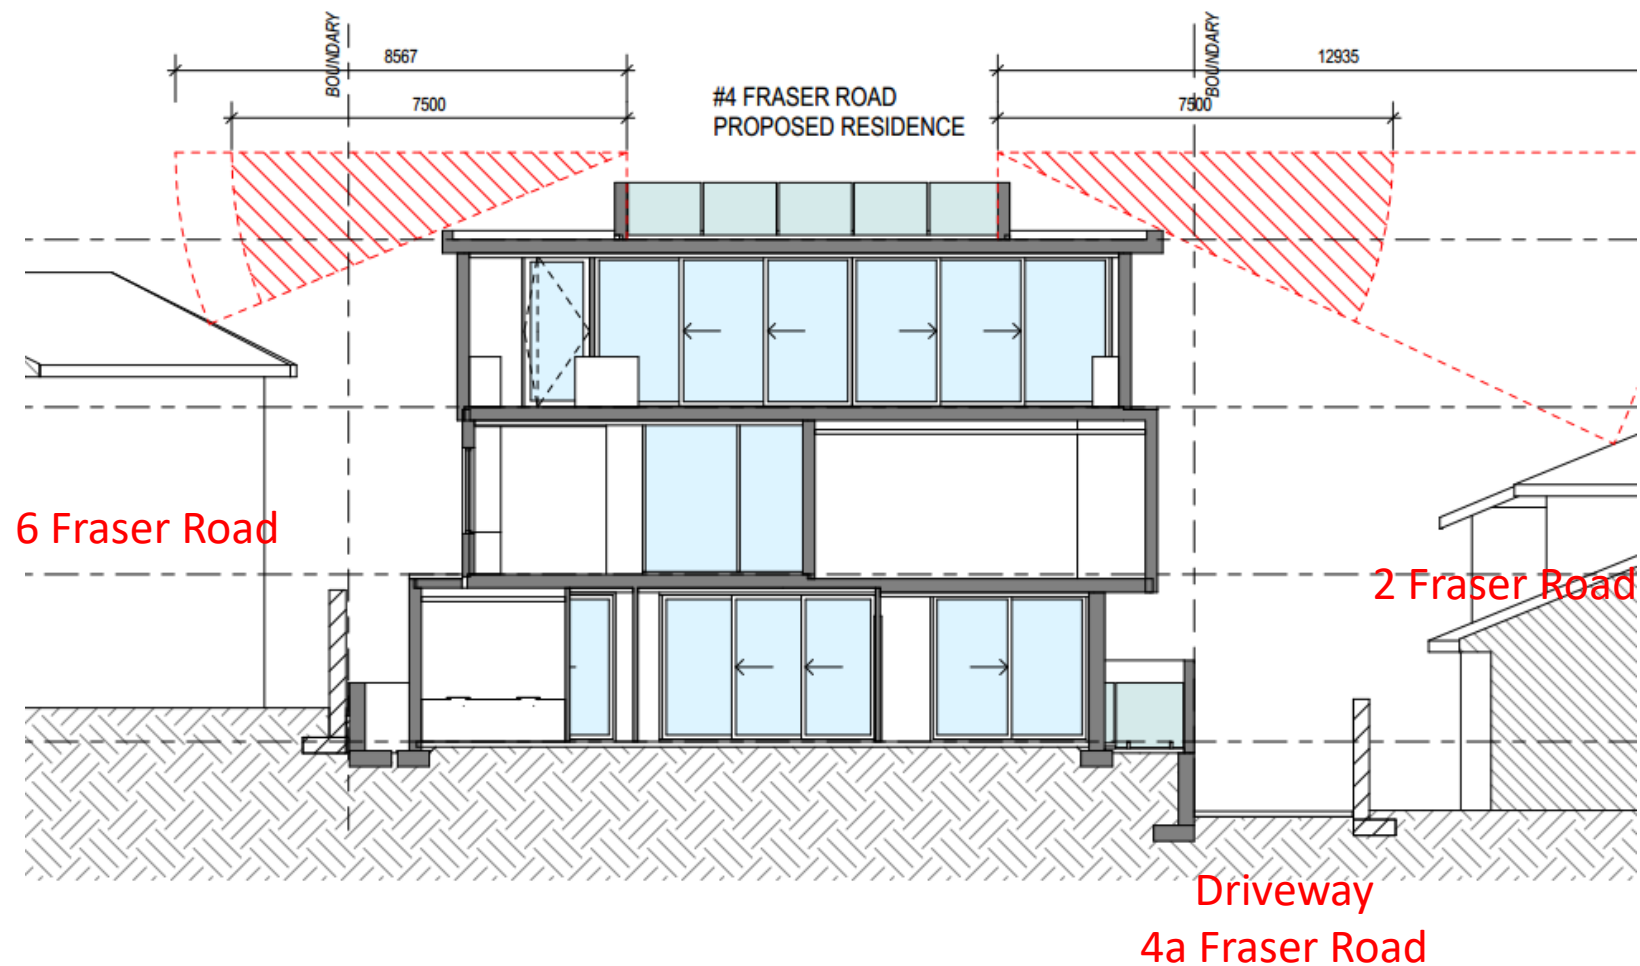 BOUNDARY
8567
7500
#4 FRASER ROAD
PROPOSED RESIDENCE
BOUNDARY
12935
7500
6 Fraser Road
2 Fraser Road
Driveway
4a Fraser Road